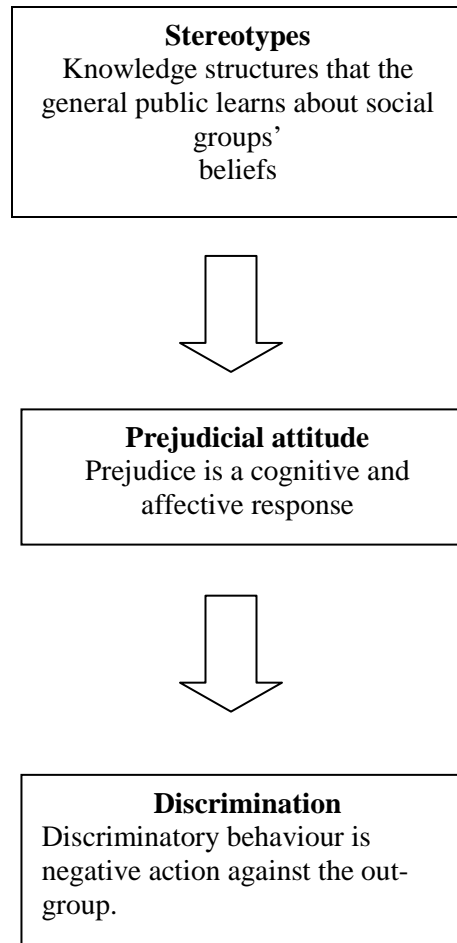 Stereotypes
Knowledge structures that the
general public learns about social
groups’
beliefs
Prejudicial attitude
Prejudice is a cognitive and
affective response
Discrimination
Discriminatory behaviour is
negative action against the out-
group.